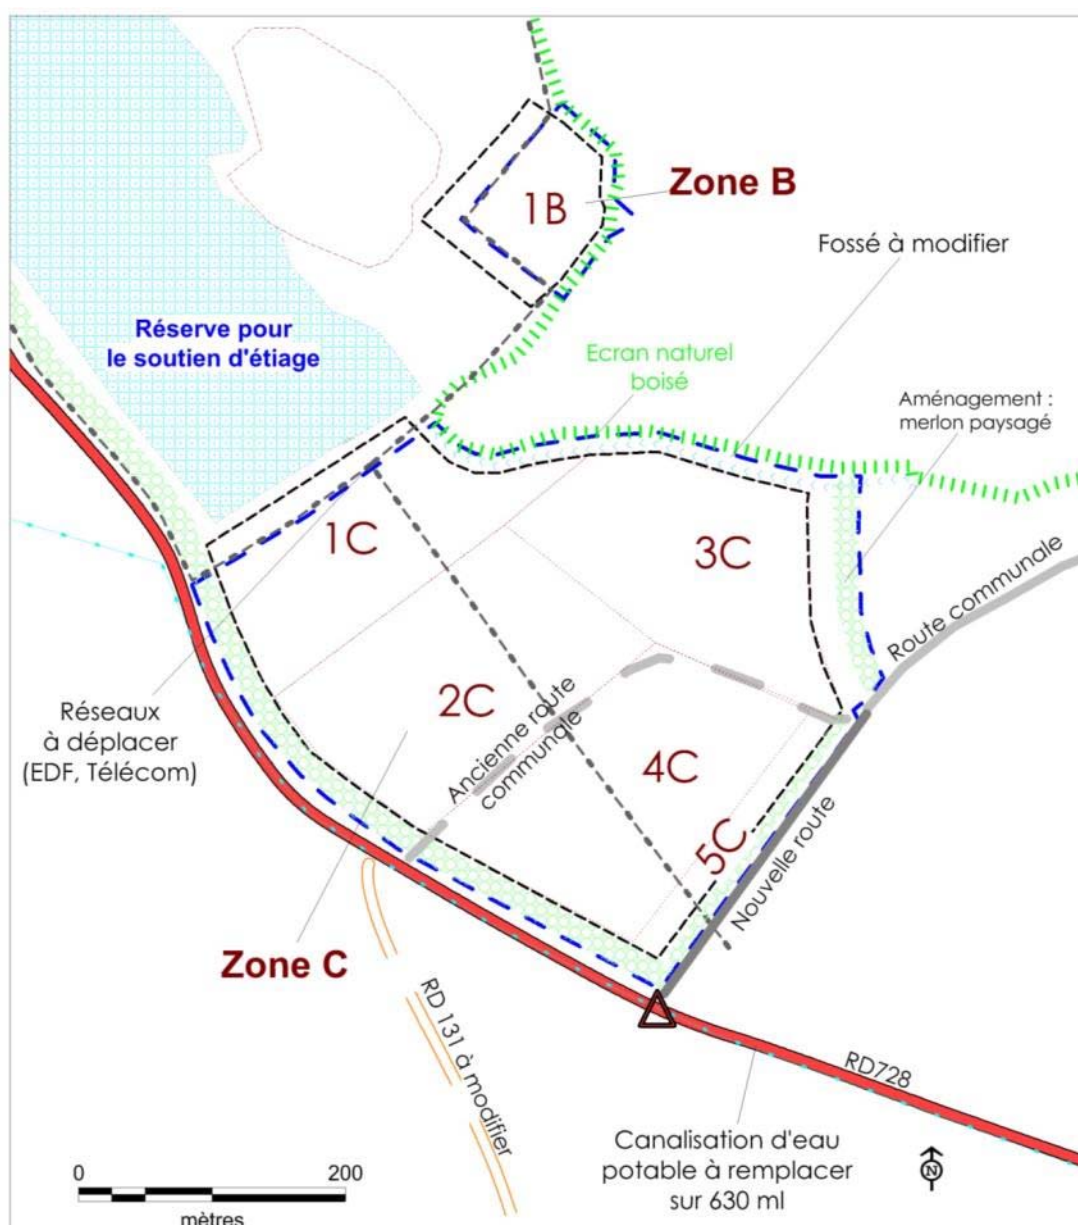 Zone B
1B
Fossé à modifier
Réserve pour
le soutien d'étiage
Ecran naturel
boisé
Aménagement :
merlon paysagé
1C
3C
Route communale
2C
Réseaux
à déplacer
(EDF, Télécom)
Ancienne route
communale
4C
5C
Nouvelle route
Zone C
RD 131 à modifier
RD728
Canalisation d'eau
potable à remplacer
sur 630 ml
N
0 200
mètres